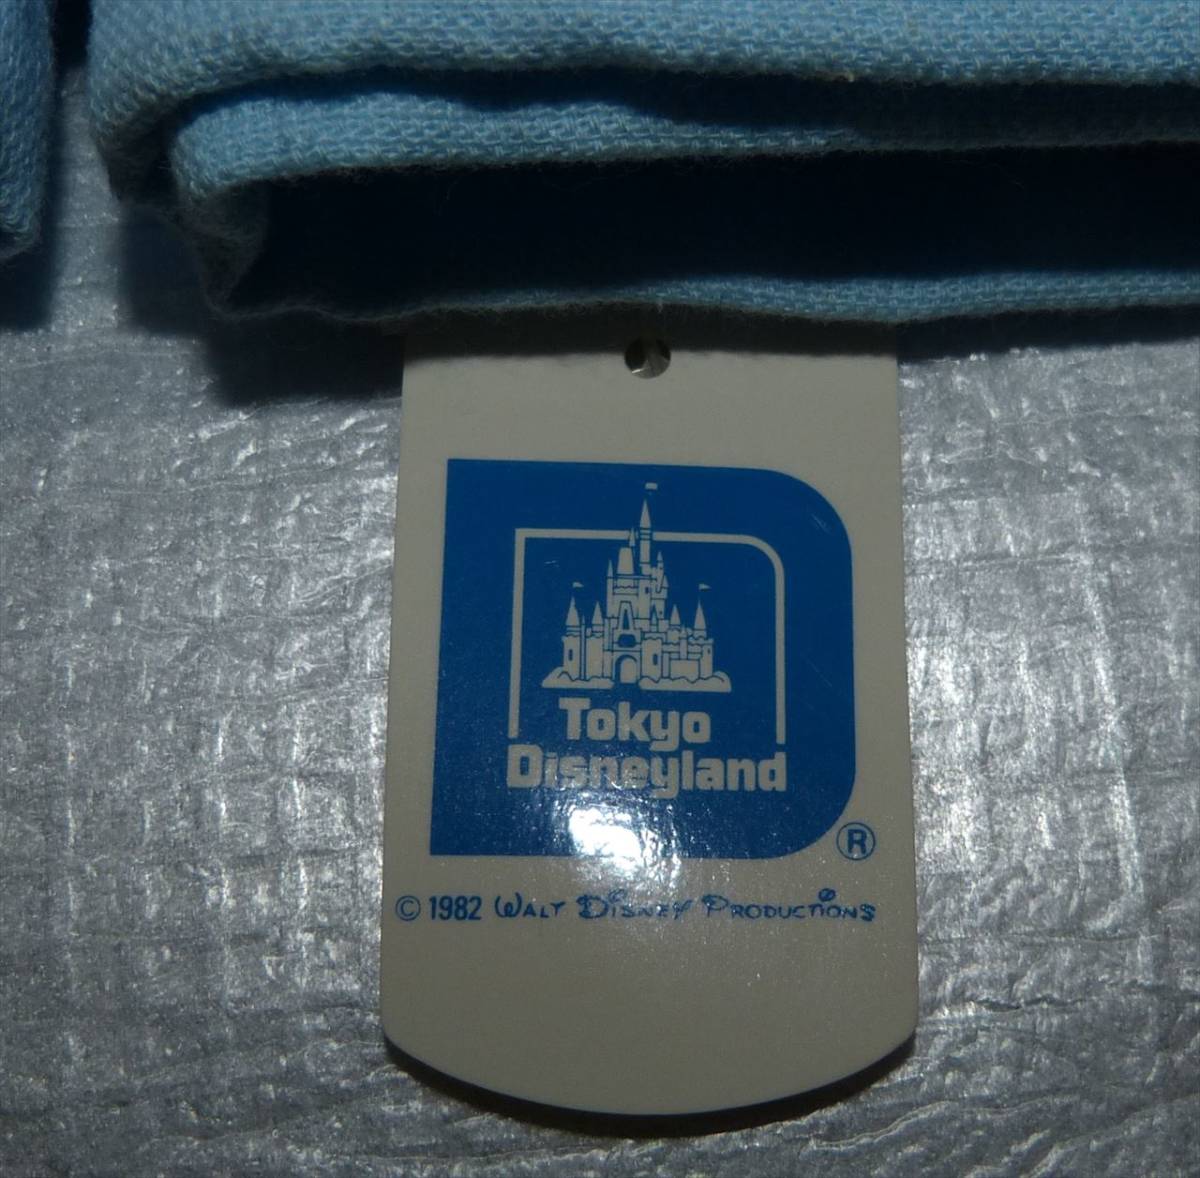 Tokyo
Disneyland
®
© 1982 Walt Disney Productions